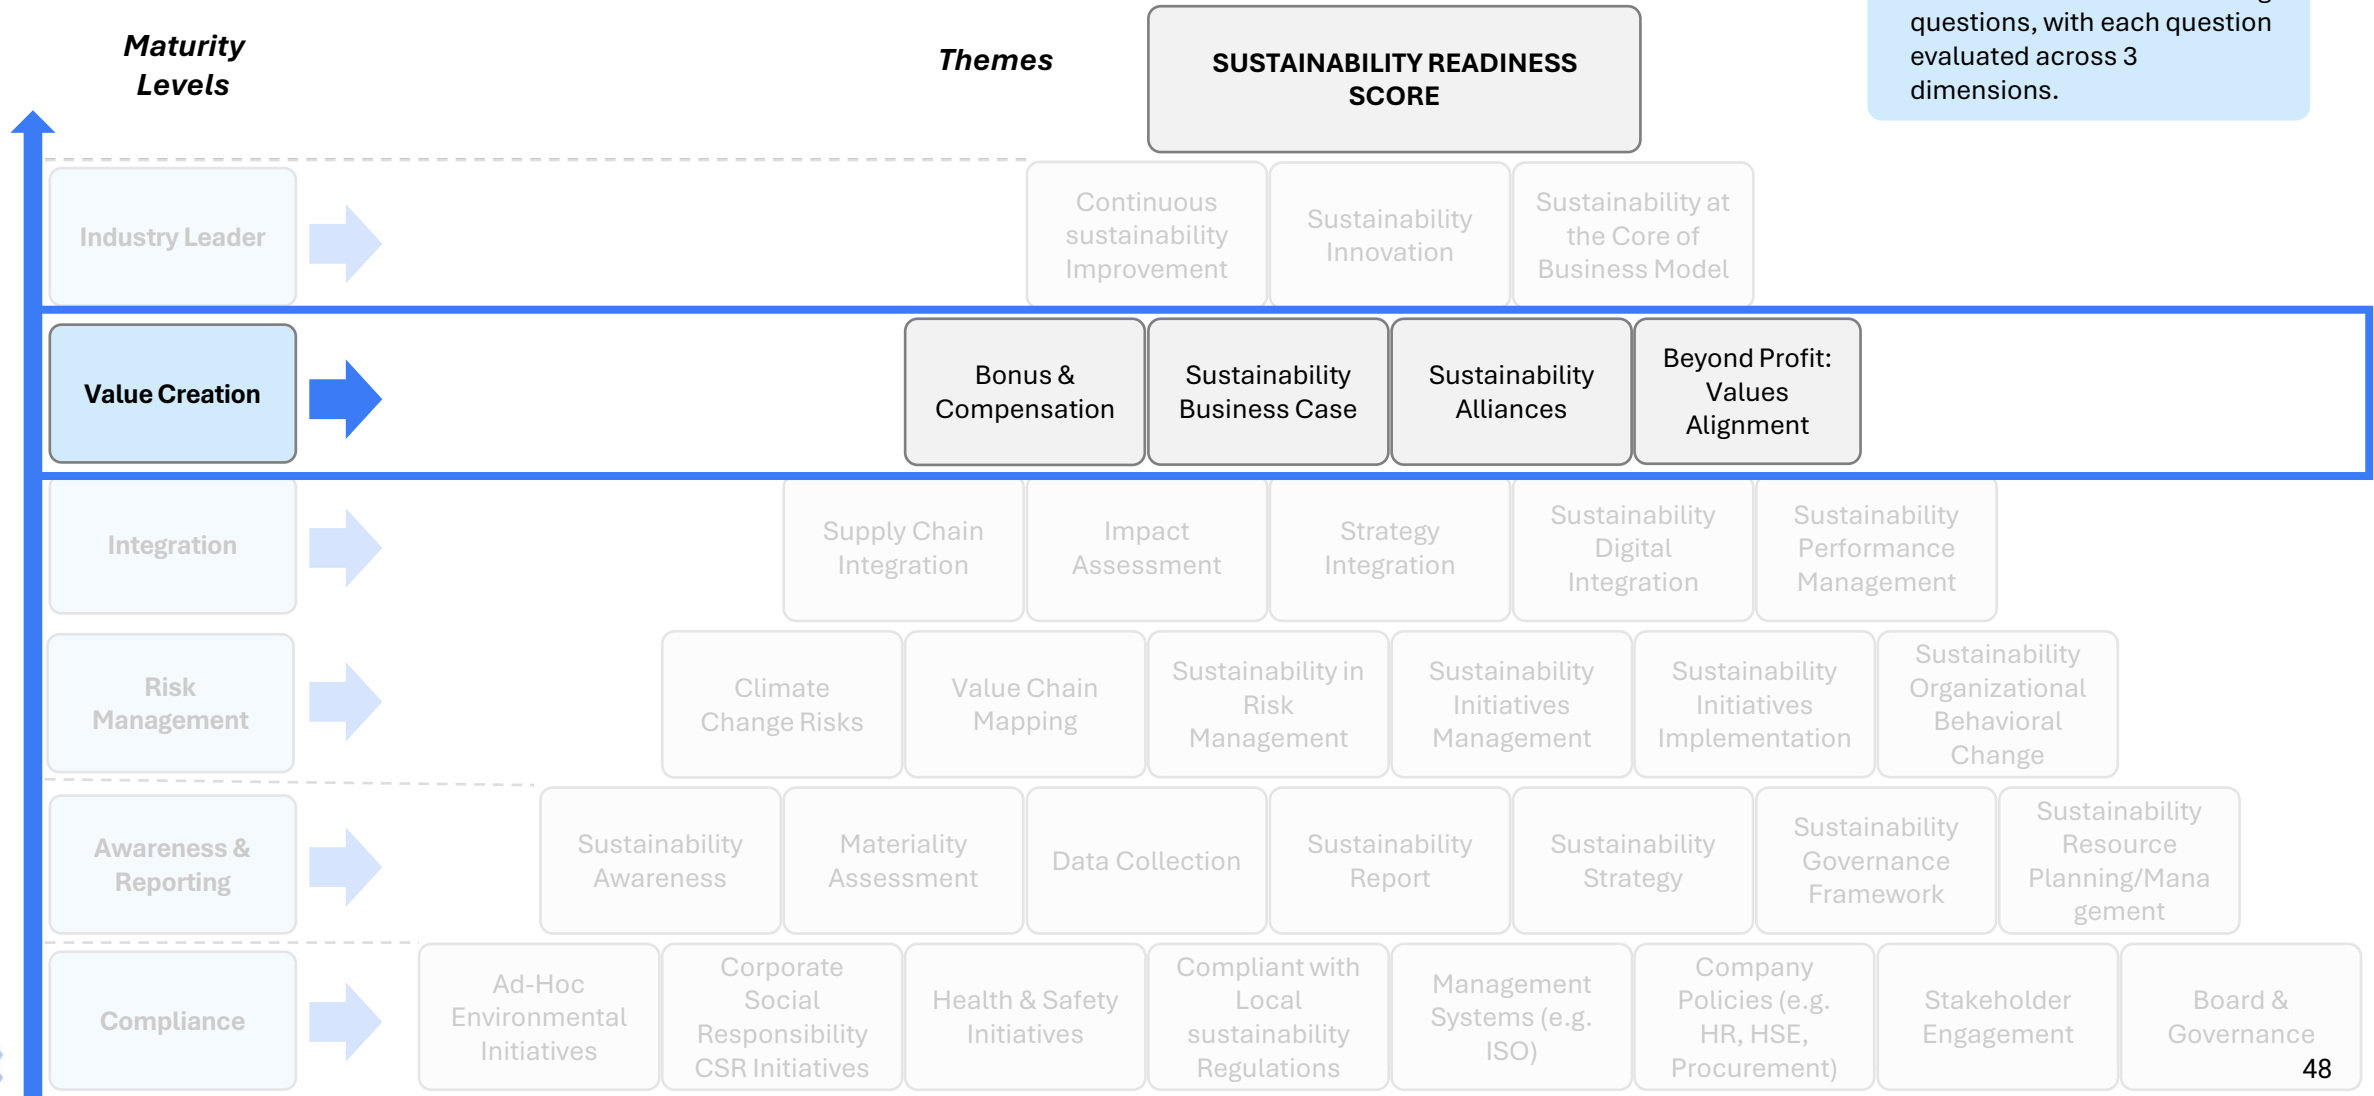 questions, with each question
evaluated across 3
dimensions.
Maturity
Levels
Themes
SUSTAINABILITY READINESS
SCORE
Industry Leader
Continuous
sustainability
Improvement
Sustainability
Innovation
Sustainability at
the Core of
Business Model
Value Creation
Bonus &
Compensation
Sustainability
Business Case
Sustainability
Alliances
Beyond Profit:
Values
Alignment
Integration
Supply Chain
Integration
Impact
Assessment
Strategy
Integration
Sustainability
Digital
Integration
Sustainability
Performance
Management
Risk
Management
Climate
Change Risks
Value Chain
Mapping
Sustainability in
Risk
Management
Sustainability
Initiatives
Management
Sustainability
Initiatives
Implementation
Sustainability
Organizational
Behavioral
Change
Awareness &
Reporting
Sustainability
Awareness
Materiality
Assessment
Data Collection
Sustainability
Report
Sustainability
Strategy
Sustainability
Governance
Framework
Sustainability
Resource
Planning/Mana
gement
Compliance
Ad-Hoc
Environmental
Initiatives
Corporate
Social
Responsibility
CSR Initiatives
Health & Safety
Initiatives
Compliant with
Local
sustainability
Regulations
Management
Systems (e.g.
ISO)
Company
Policies (e.g.
HR, HSE,
Procurement)
Stakeholder
Engagement
Board &
Governance
48